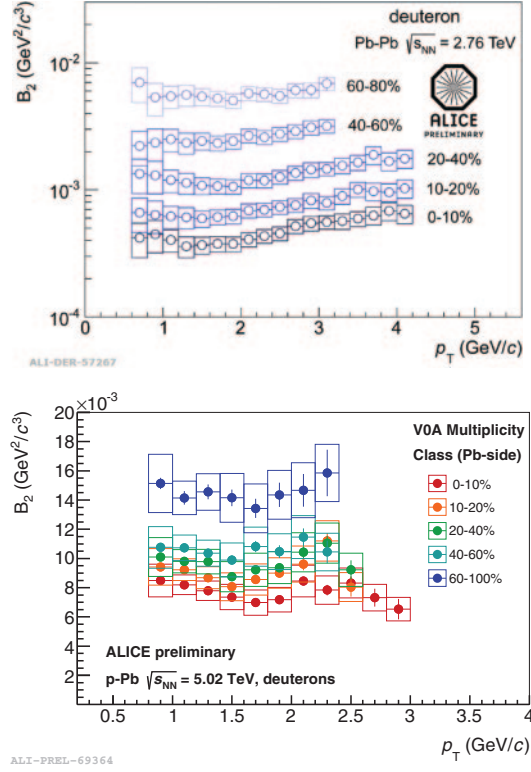 deuteron
Pb-Pb √sNN = 2.76 TeV
B2 (GeV²/c³)
10⁻²
10⁻³
10⁻⁴
60-80%
40-60%
20-40%
10-20%
0-10%
ALICE
PRELIMINARY
0 1 2 3 4 5
pT (GeV/c)
ALI-DER-57267
B2 (GeV²/c³)
×10⁻³
20
18
16
14
12
10
8
6
4
2
V0A Multiplicity
Class (Pb-side)
0-10%
10-20%
20-40%
40-60%
60-100%
ALICE preliminary
p-Pb √sNN = 5.02 TeV, deuterons
0.5 1 1.5 2 2.5 3 3.5 4
pT (GeV/c)
ALI-PREL-69364